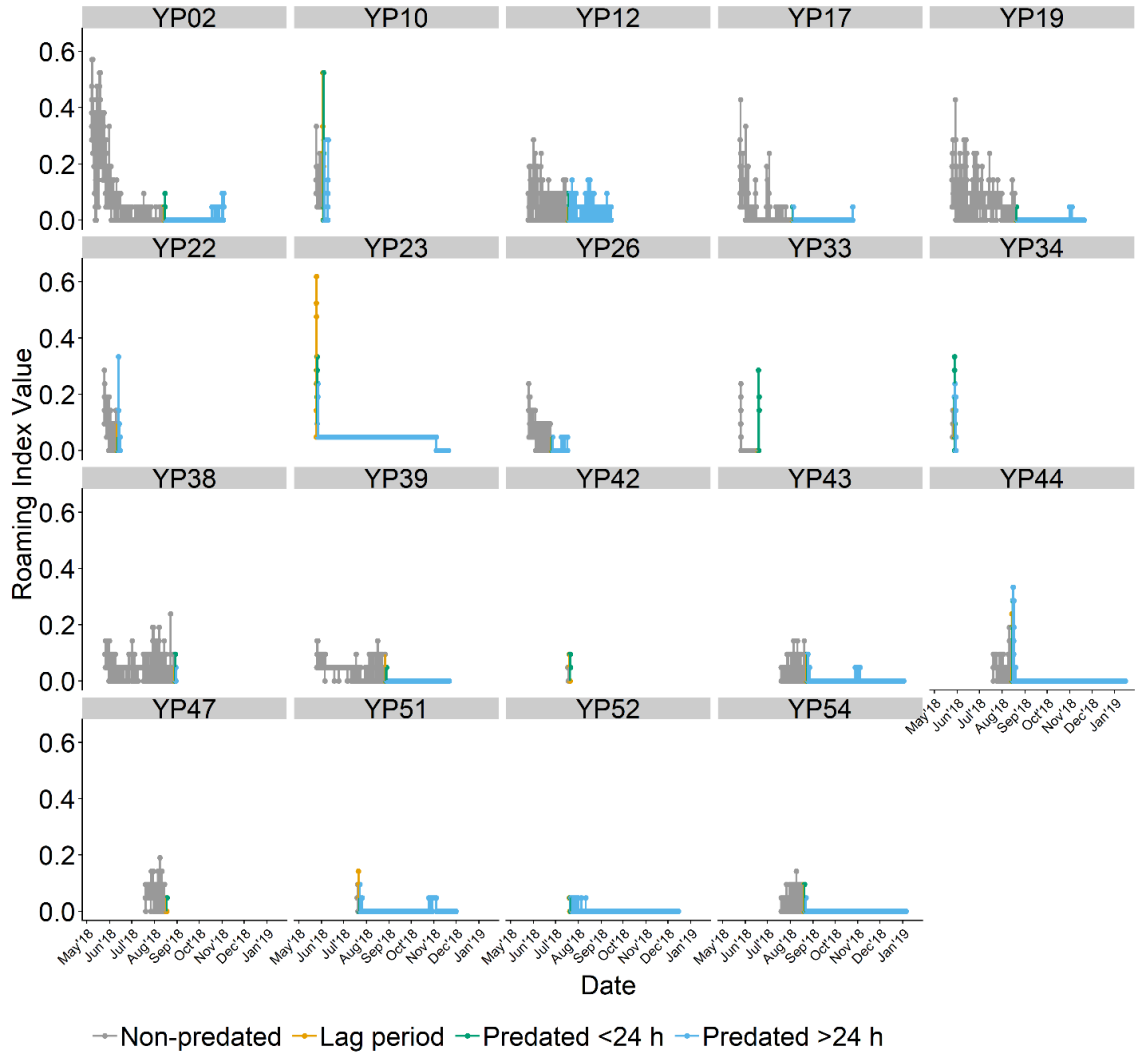 YP02 YP10 YP12 YP17 YP19
0.6
0.4
0.2
0.0
YP22 YP23 YP26 YP33 YP34
0.6
0.4
0.2
0.0
YP38 YP39 YP42 YP43 YP44
0.6
0.4
0.2
0.0
May'18 Jun'18 Jul'18 Aug'18 Sep'18 Oct'18 Nov'18 Dec'18 Jan'19
YP47 YP51 YP52 YP54
0.6
0.4
0.2
0.0
May'18 Jun'18 Jul'18 Aug'18 Sep'18 Oct'18 Nov'18 Dec'18 Jan'19 May'18 Jun'18 Jul'18 Aug'18 Sep'18 Oct'18 Nov'18 Dec'18 Jan'19 May'18 Jun'18 Jul'18 Aug'18 Sep'18 Oct'18 Nov'18 Dec'18 Jan'19 May'18 Jun'18 Jul'18 Aug'18 Sep'18 Oct'18 Nov'18 Dec'18 Jan'19
Roaming Index Value
Date
Non-predated Lag period Predated <24 h Predated >24 h